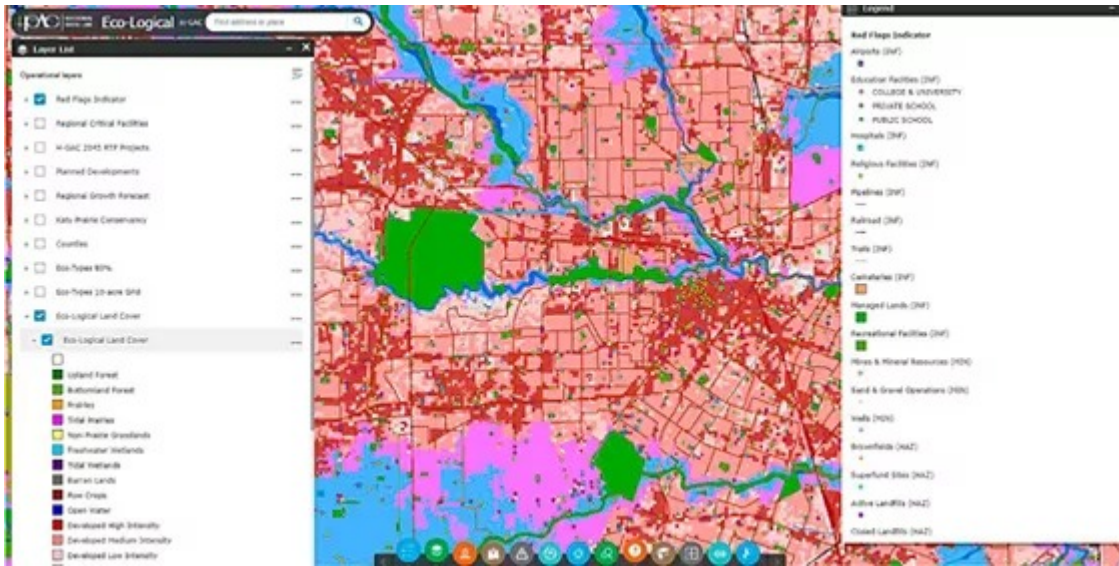 H-GAC
Eco-Logical
H-GAC
Find address or place
Layer List
Operational layers
Red Flags Indicator
Regional Critical Facilities
H-GAC 2045 RTP Projects
Planned Developments
Regional Growth Forecast
Katy Prairie Conservancy
Counties
Eco-Types 80%
Eco-Types 10-acre Grid
Eco-Logical Land Cover
Eco-Logical Land Cover
Upland Forest
Bottomland Forest
Prairies
Tidal Prairies
Non Prairie Grasslands
Freshwater Wetlands
Tidal Wetlands
Barren Lands
Row Crops
Open Water
Developed High Intensity
Developed Medium Intensity
Developed Low Intensity
Legend
Red Flags Indicator
Airports (INF)
Education Facilities (INF)
COLLEGE & UNIVERSITY
PRIVATE SCHOOL
PUBLIC SCHOOL
Hospitals (INF)
Religious Facilities (INF)
Pipelines (INF)
Railroad (INF)
Trails (INF)
Cemeteries (INF)
Managed Lands (INF)
Recreational Facilities (INF)
Mines & Mineral Resources (MIN)
Sand & Gravel Operations (MIN)
Wells (MIN)
Brownfields (HAZ)
Superfund Sites (HAZ)
Active Landfills (HAZ)
Closed Landfills (HAZ)